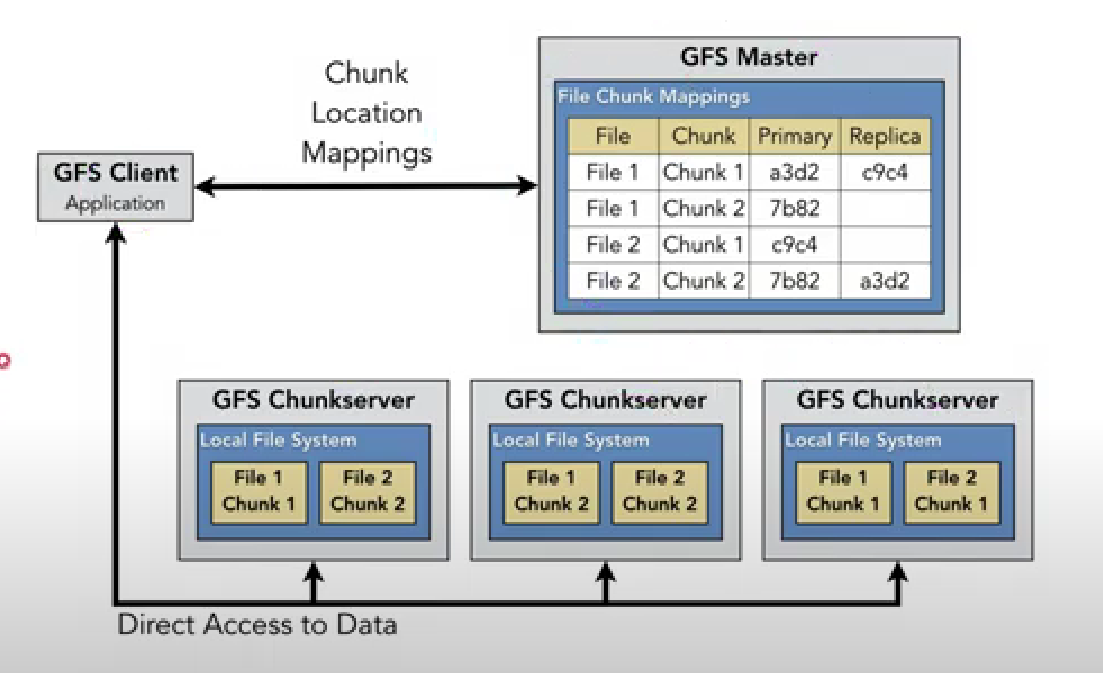 Chunk
Location
Mappings
GFS Client
Application
GFS Master
File Chunk Mappings
File Chunk Primary Replica
File 1 Chunk 1 a3d2 c9c4
File 1 Chunk 2 7b82
File 2 Chunk 1 c9c4
File 2 Chunk 2 7b82 a3d2
GFS Chunkserver
Local File System
File 1
Chunk 1
File 2
Chunk 2
GFS Chunkserver
Local File System
File 1
Chunk 2
File 2
Chunk 2
GFS Chunkserver
Local File System
File 1
Chunk 1
File 2
Chunk 1
Direct Access to Data